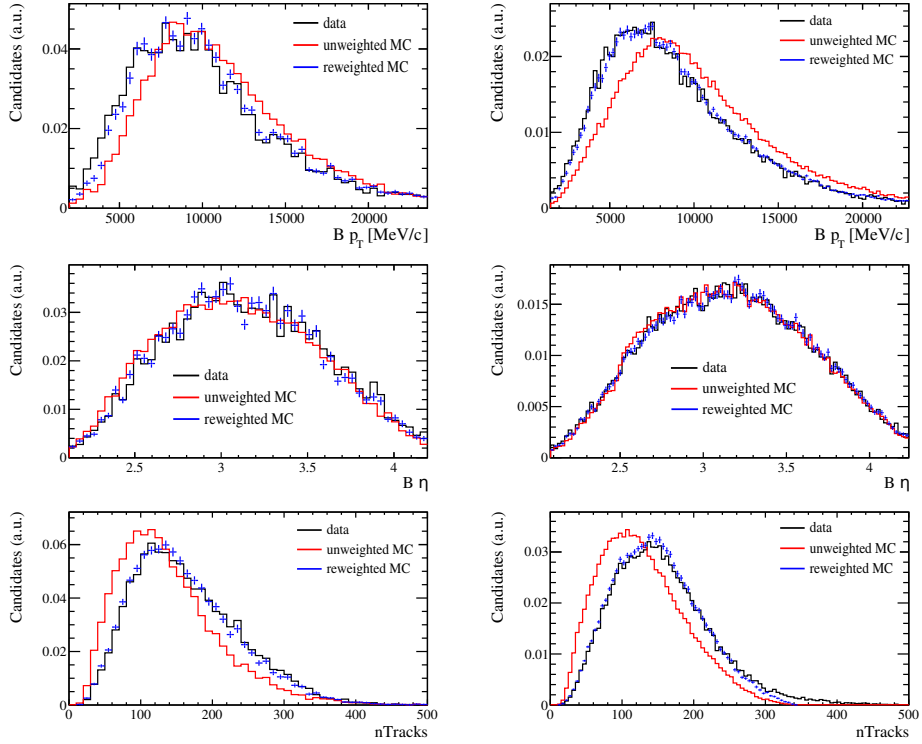 Candidates (a.u.)
0.04
0.02
0
data
unweighted MC
reweighted MC
5000 10000 15000 20000
B pT [MeV/c]
Candidates (a.u.)
0.02
0.01
0
data
unweighted MC
reweighted MC
5000 10000 15000 20000
B pT [MeV/c]
Candidates (a.u.)
0.03
0.02
0.01
0
data
unweighted MC
reweighted MC
2.5 3 3.5 4
B η
Candidates (a.u.)
0.015
0.01
0.005
0
data
unweighted MC
reweighted MC
2.5 3 3.5 4
B η
Candidates (a.u.)
0.06
0.04
0.02
0
data
unweighted MC
reweighted MC
0 100 200 300 400 500
nTracks
Candidates (a.u.)
0.03
0.02
0.01
0
data
unweighted MC
reweighted MC
0 100 200 300 400 500
nTracks